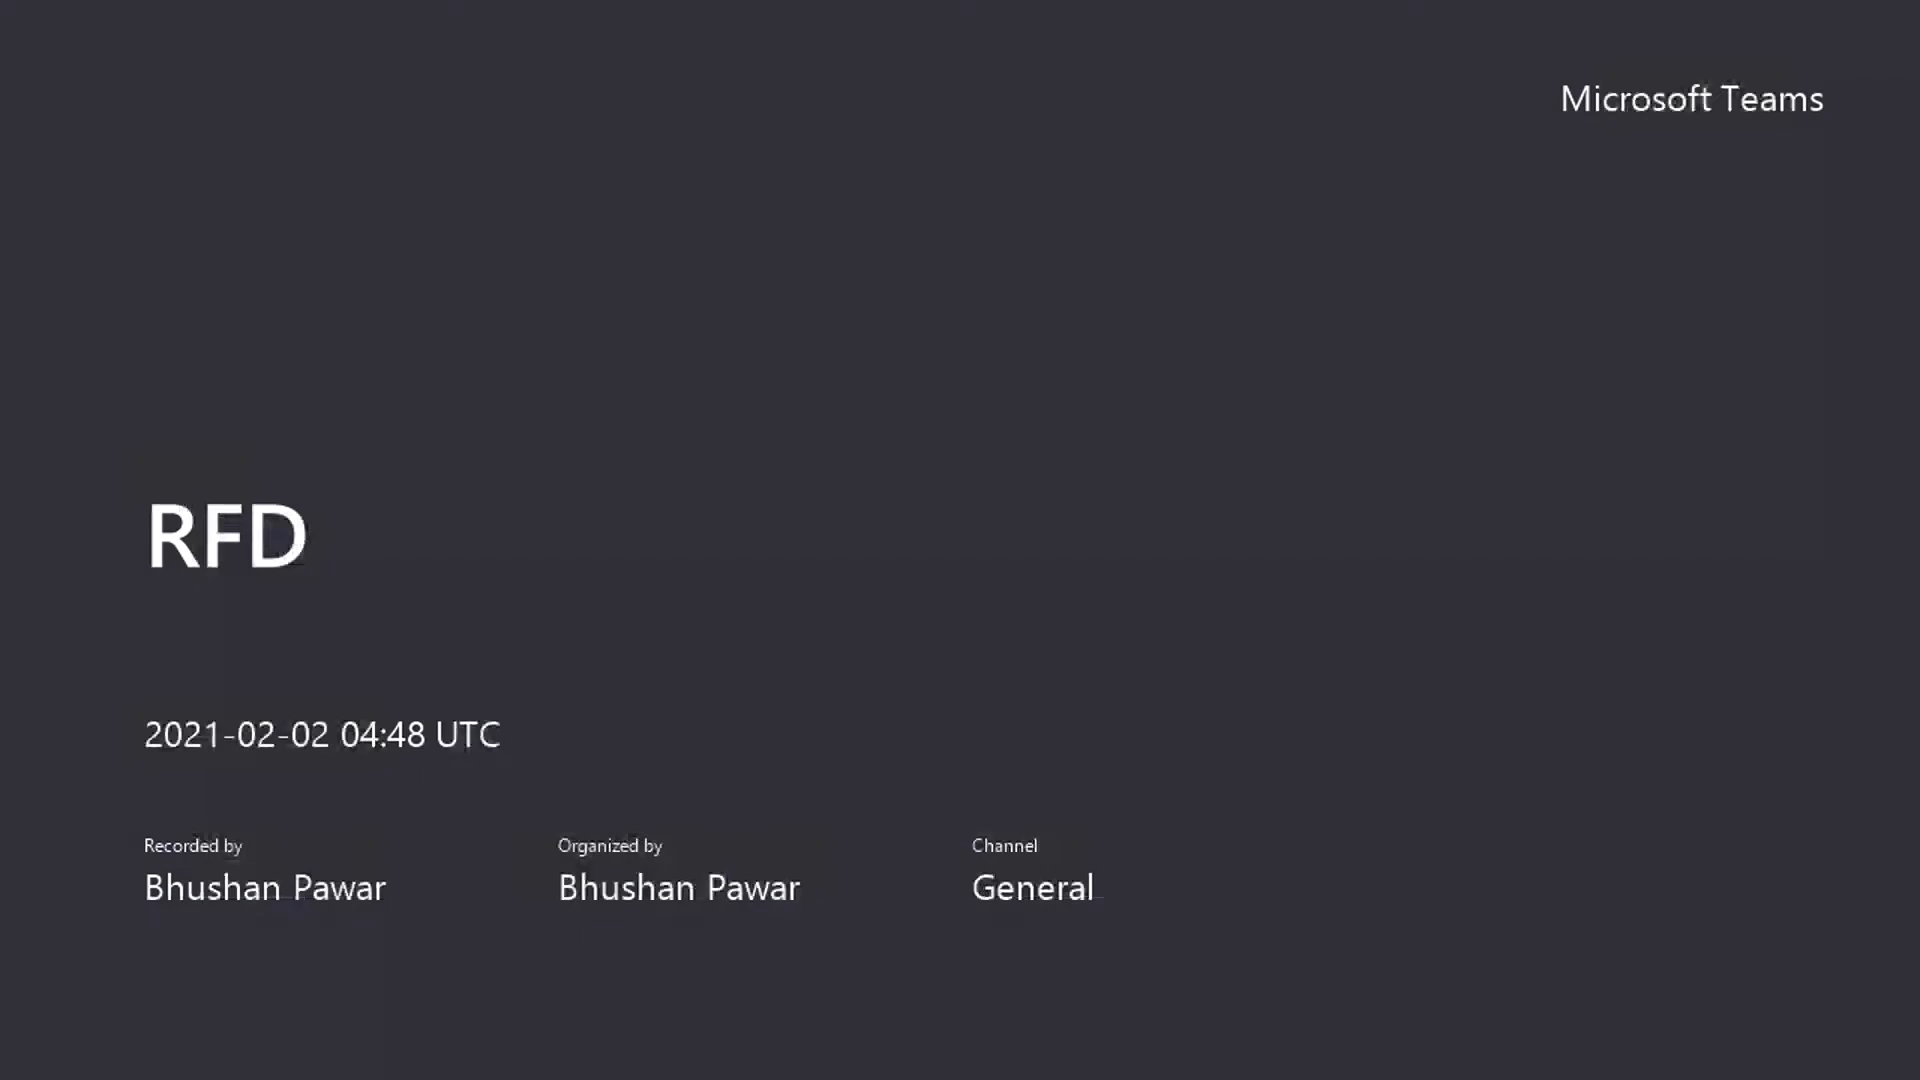 Microsoft Teams
RFD
2021-02-02 04:48 UTC
Recorded by
Bhushan Pawar
Organized by
Bhushan Pawar
Channel
General